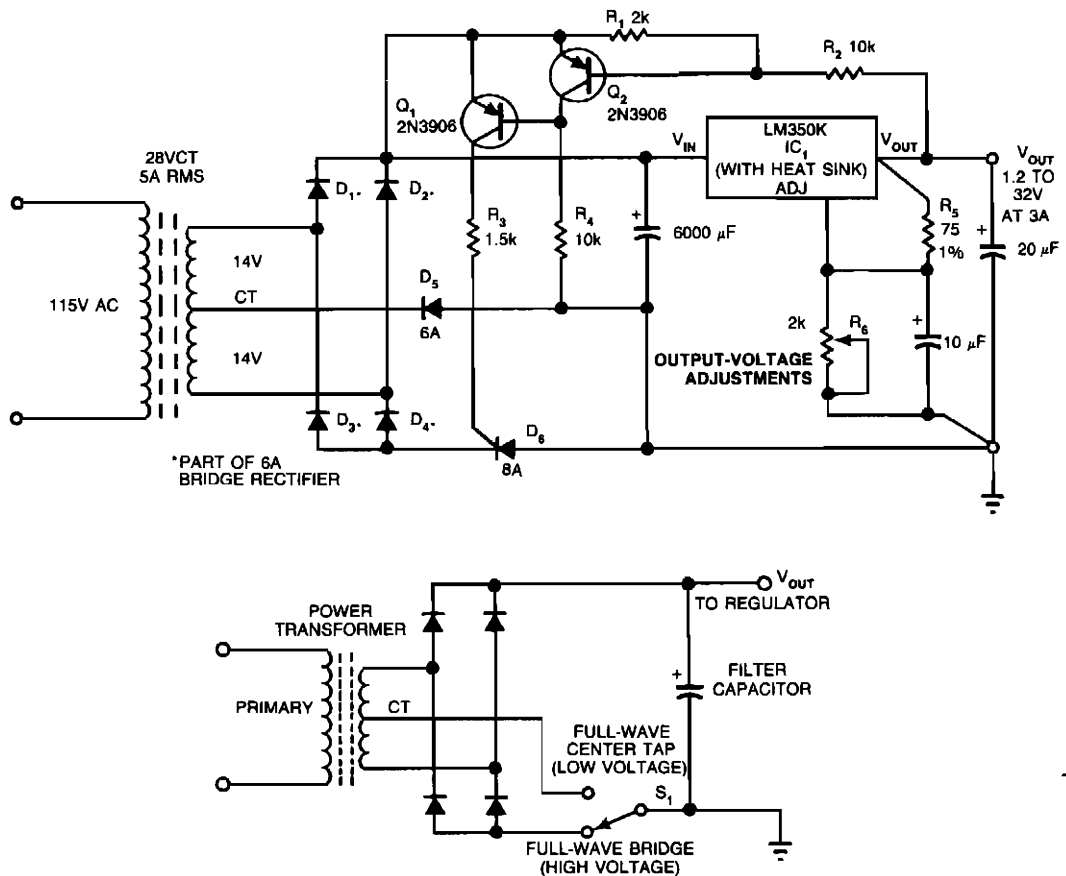 R1 2k
R2 10k
Q1
2N3906
Q2
2N3906
28VCT
5A RMS
VIN
LM350K
IC1
(WITH HEAT SINK)
ADJ
VOUT
VOUT
1.2 TO
32V
AT 3A
D1*
D2*
R3
1.5k
R4
10k
+
6000 µF
R5
75
1%
+
20 µF
115V AC
14V
CT
14V
D5
6A
2k
R6
+
10 µF
OUTPUT-VOLTAGE
ADJUSTMENTS
D3*
D4*
D6
8A
*PART OF 6A
BRIDGE RECTIFIER
VOUT
TO REGULATOR
POWER
TRANSFORMER
PRIMARY
CT
+
FILTER
CAPACITOR
FULL-WAVE
CENTER TAP
(LOW VOLTAGE)
S1
FULL-WAVE BRIDGE
(HIGH VOLTAGE)